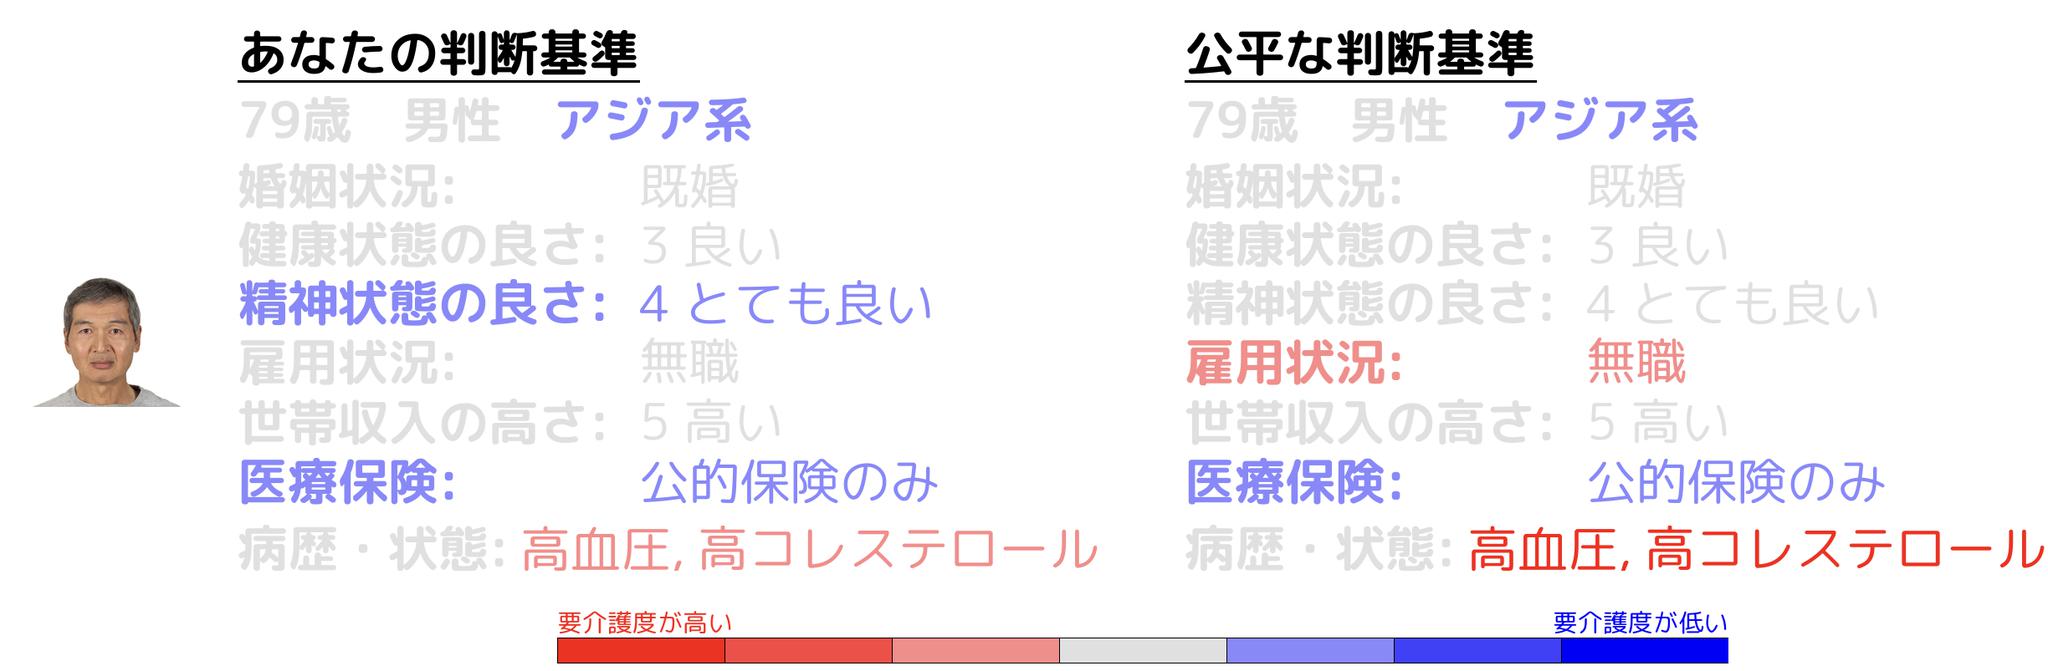 あなたの判断基準
79歳 男性 アジア系
婚姻状況: 既婚
健康状態の良さ: 3 良い
精神状態の良さ: 4 とても良い
雇用状況: 無職
世帯収入の高さ: 5 高い
医療保険: 公的保険のみ
病歴・状態: 高血圧, 高コレステロール
公平な判断基準
79歳 男性 アジア系
婚姻状況: 既婚
健康状態の良さ: 3 良い
精神状態の良さ: 4 とても良い
雇用状況: 無職
世帯収入の高さ: 5 高い
医療保険: 公的保険のみ
病歴・状態: 高血圧, 高コレステロール
要介護度が高い
要介護度が低い